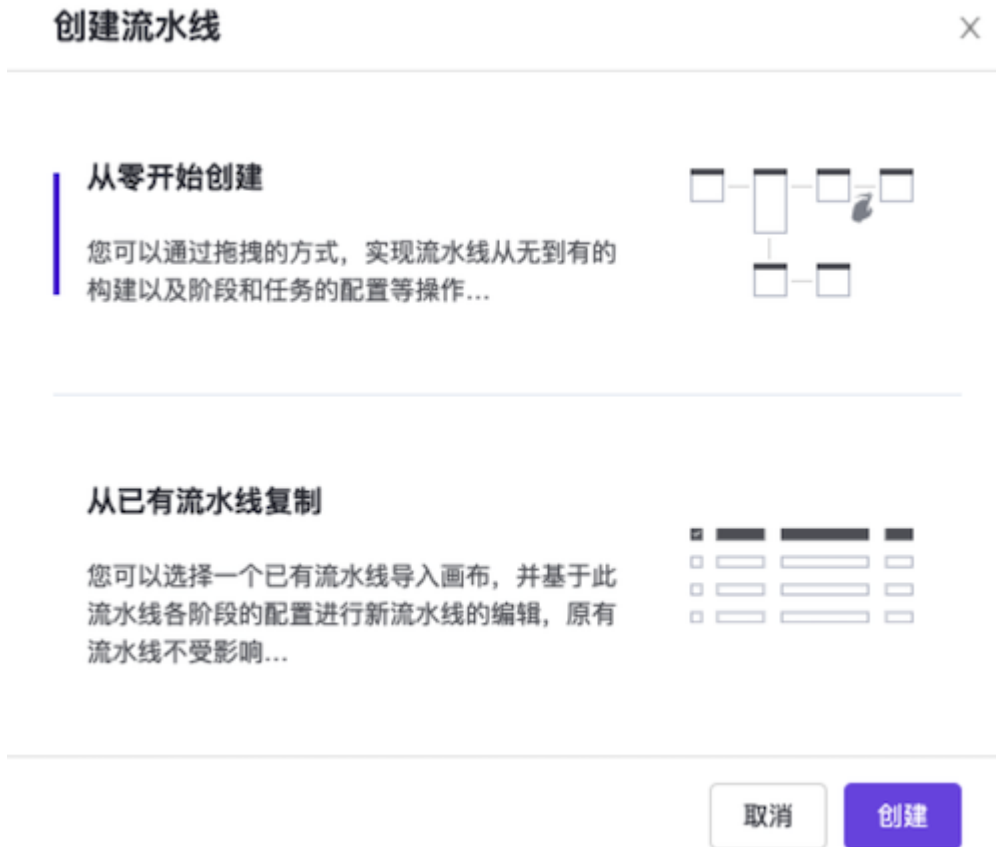 创建流水线
从零开始创建
您可以通过拖拽的方式，实现流水线从无到有的
构建以及阶段和任务的配置等操作...
从已有流水线复制
您可以选择一个已有流水线导入画布，并基于此
流水线各阶段的配置进行新流水线的编辑，原有
流水线不受影响...
取消
创建